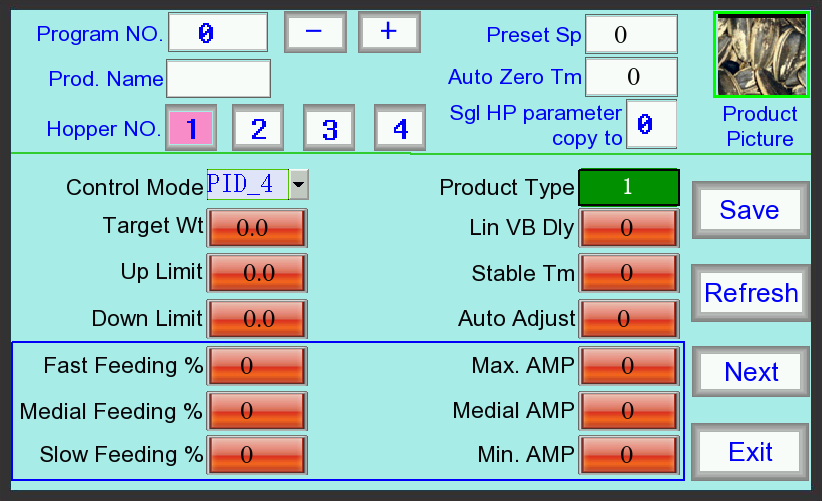 Program NO. 0 − + Preset Sp 0
Prod. Name Auto Zero Tm 0
Hopper NO. 1 2 3 4 Sgl HP parameter
copy to 0
Product
Picture
Control Mode PID_4 Product Type 1 Save
Target Wt 0.0 Lin VB Dly 0
Up Limit 0.0 Stable Tm 0 Refresh
Down Limit 0.0 Auto Adjust 0
Fast Feeding % 0 Max. AMP 0 Next
Medial Feeding % 0 Medial AMP 0
Slow Feeding % 0 Min. AMP 0 Exit